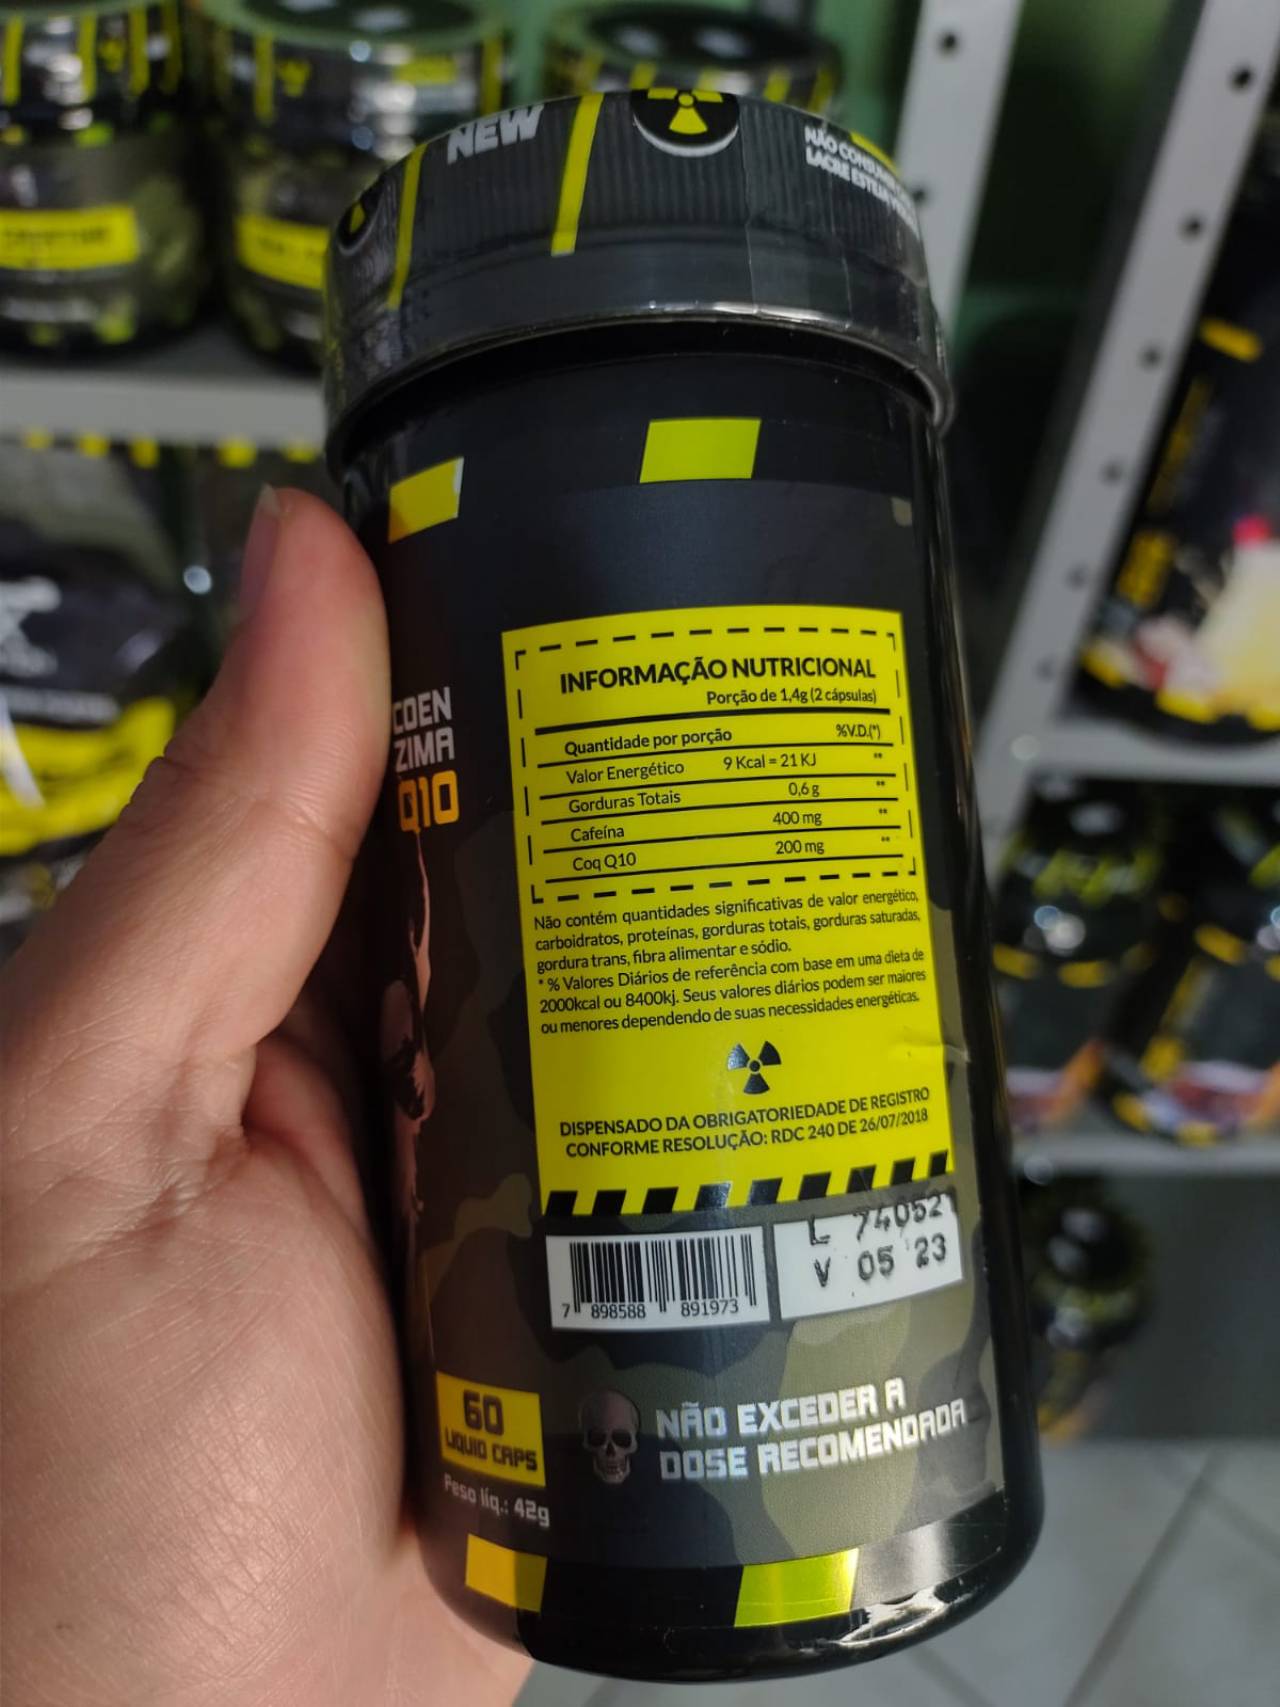 NEW
NÃO CONSUMIR
LACRE ESTEJA
COEN
ZIMA
Q10
INFORMAÇÃO NUTRICIONAL
Porção de 1,4g (2 cápsulas)
Quantidade por porção %V.D.(*)
Valor Energético 9 Kcal = 21 KJ **
Gorduras Totais 0,6 g **
Cafeína 400 mg **
Coq Q10 200 mg **
Não contém quantidades significativas de valor energético,
carboidratos, proteínas, gorduras totais, gorduras saturadas,
gordura trans, fibra alimentar e sódio.
* % Valores Diários de referência com base em uma dieta de
2000kcal ou 8400kj. Seus valores diários podem ser maiores
ou menores dependendo de suas necessidades energéticas.
DISPENSADO DA OBRIGATORIEDADE DE REGISTRO
CONFORME RESOLUÇÃO: RDC 240 DE 26/07/2018
L 74052
V 05 23
7 898588 891973
60
LIQUID CAPS
Peso líq.: 42g
NÃO EXCEDER A
DOSE RECOMENDADA